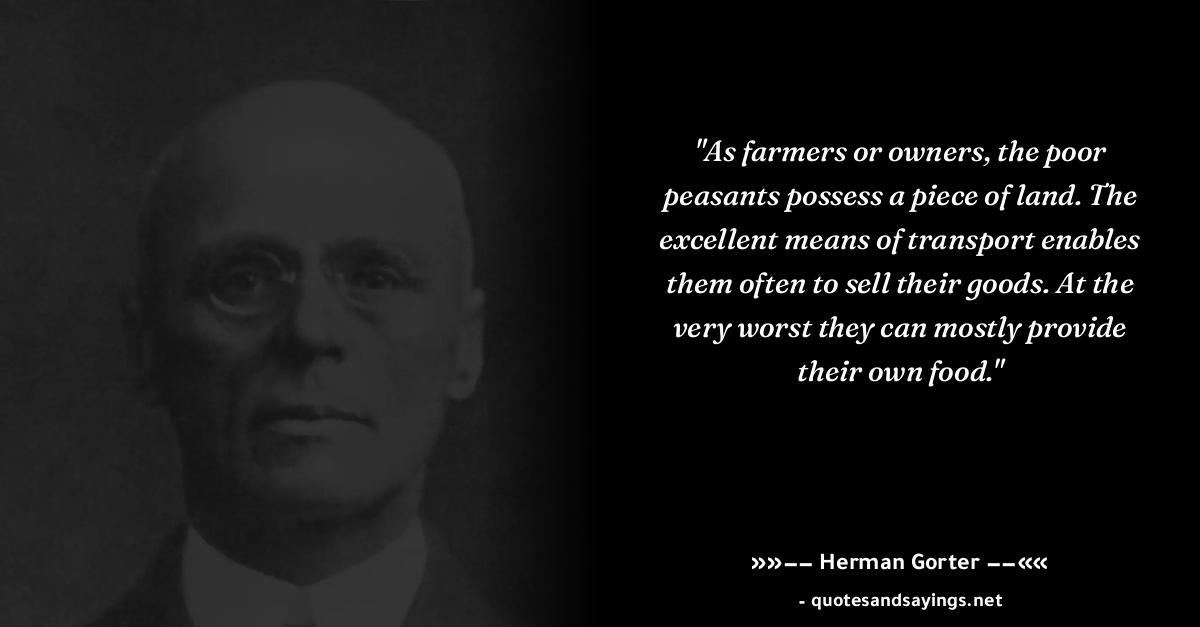 "As farmers or owners, the poor
peasants possess a piece of land. The
excellent means of transport enables
them often to sell their goods. At the
very worst they can mostly provide
their own food."
»»−− Herman Gorter −−««
- quotesandsayings.net